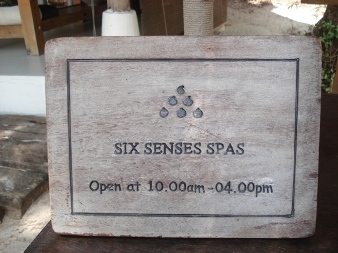 SIX SENSES SPAS
Open at 10.00am-04.00pm